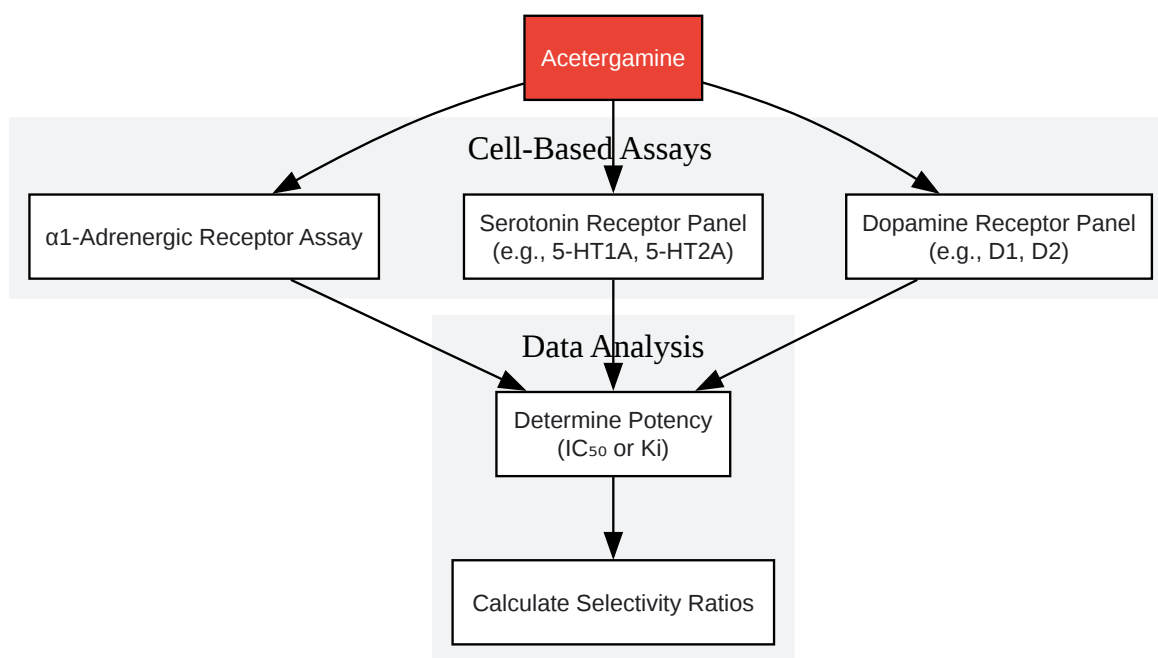 Acetergamine
Cell-Based Assays
α1-Adrenergic Receptor Assay
Serotonin Receptor Panel
(e.g., 5-HT1A, 5-HT2A)
Dopamine Receptor Panel
(e.g., D1, D2)
Data Analysis
Determine Potency
(IC₅₀ or Ki)
Calculate Selectivity Ratios